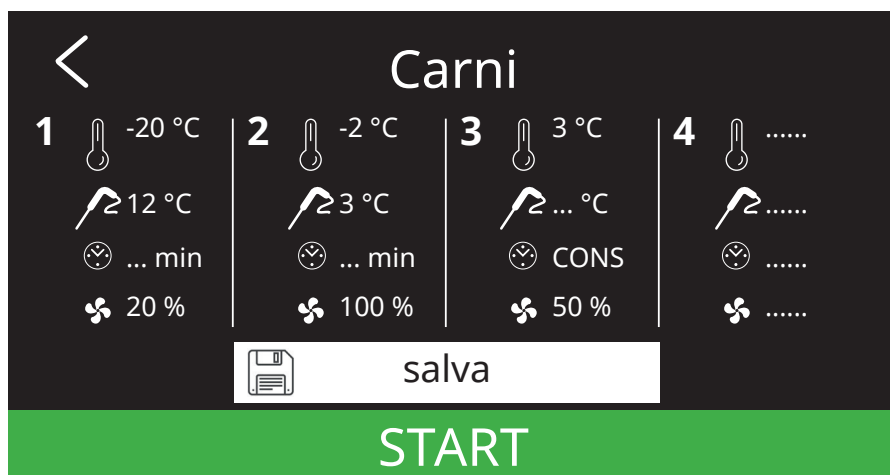 Carni
1 -20 °C 2 -2 °C 3 3 °C 4 ......
12 °C 3 °C ... °C ......
... min ... min CONS ......
20 % 100 % 50 % ......
salva
START